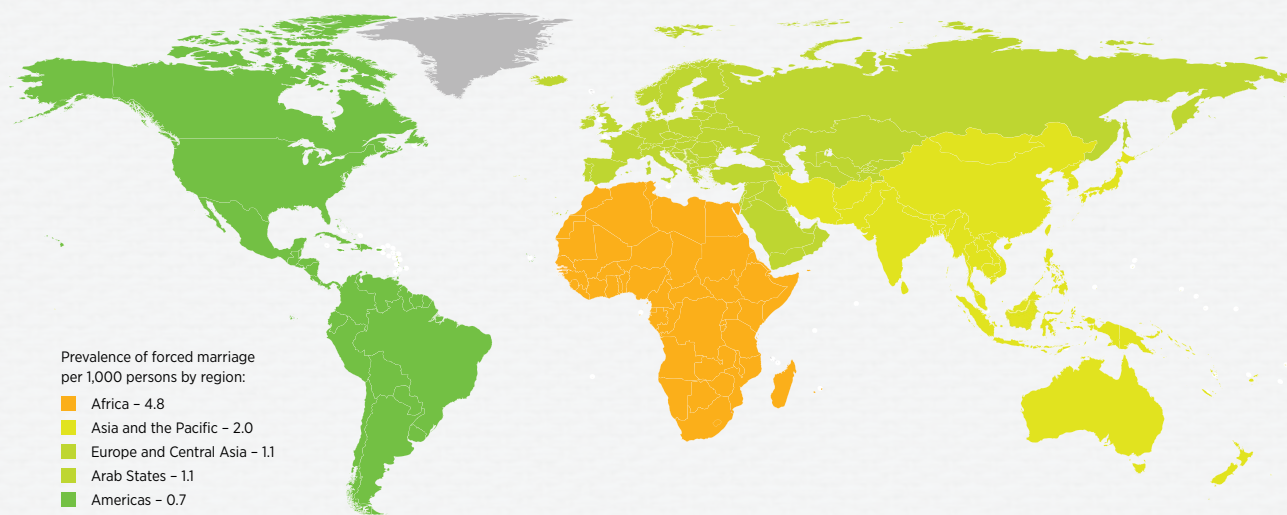 Prevalence of forced marriage
per 1,000 persons by region:
Africa – 4.8
Asia and the Pacific – 2.0
Europe and Central Asia – 1.1
Arab States – 1.1
Americas – 0.7